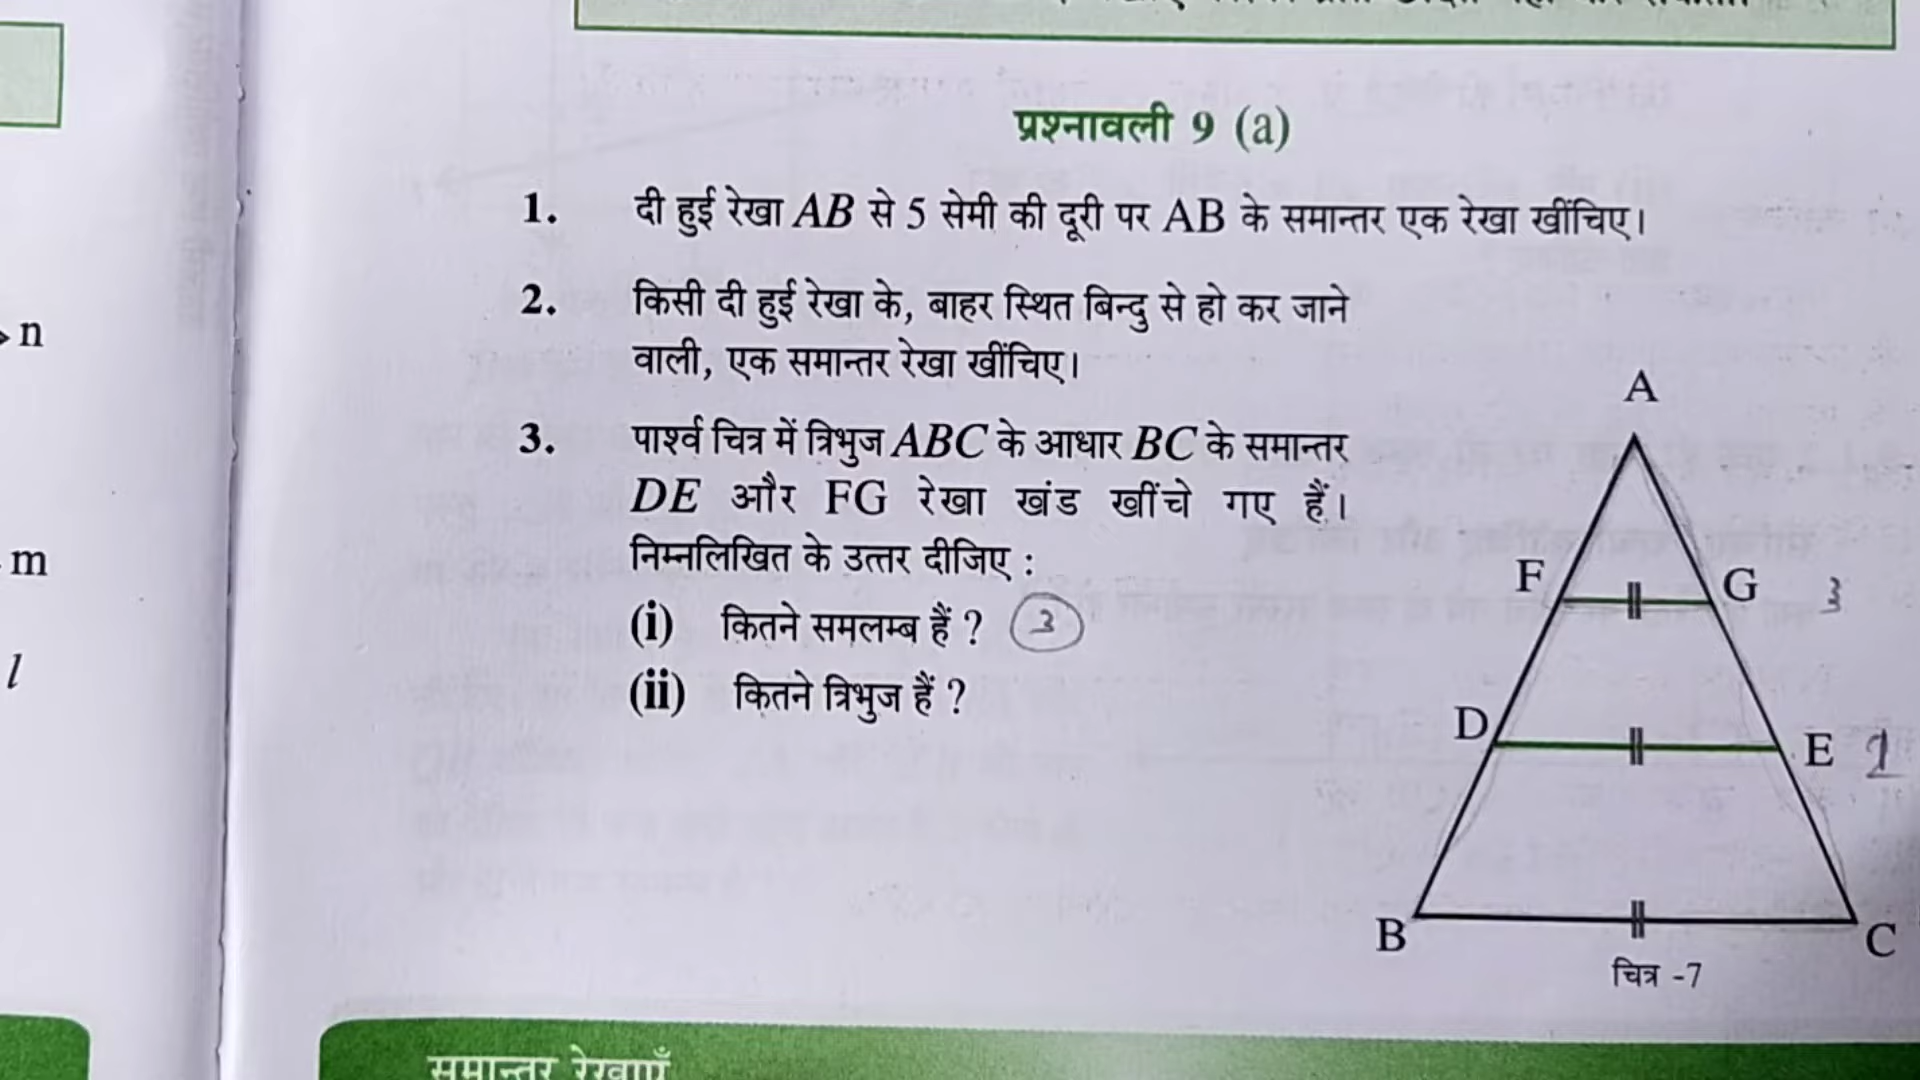 प्रश्नावली 9 (a)
1. दी हुई रेखा AB से 5 सेमी की दूरी पर AB के समान्तर एक रेखा खींचिए।
2. किसी दी हुई रेखा के, बाहर स्थित बिन्दु से हो कर जाने
वाली, एक समान्तर रेखा खींचिए।
3. पार्श्व चित्र में त्रिभुज ABC के आधार BC के समान्तर
DE और FG रेखा खंड खींचे गए हैं।
निम्नलिखित के उत्तर दीजिए :
(i) कितने समलम्ब हैं ? 3
(ii) कितने त्रिभुज हैं ?
A
F G 3
D E
B C
चित्र -7
n
m
l
समान्तर रेखाएँ